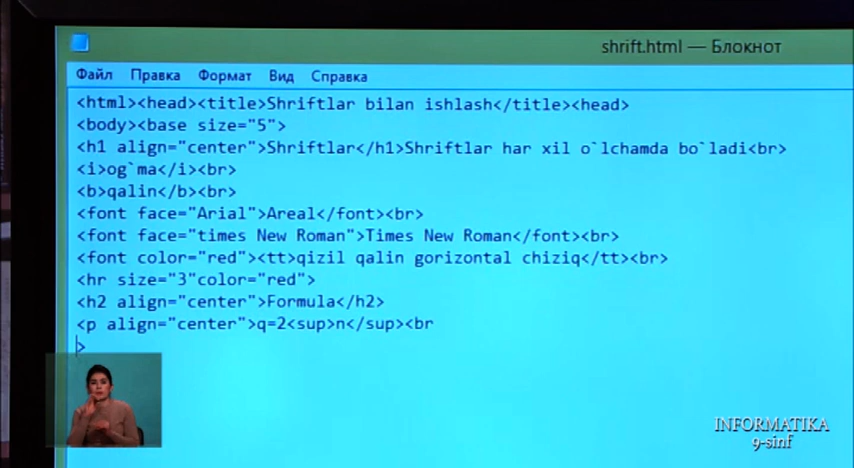 shrift.html — Блокнот
Файл Правка Формат Вид Справка
<html><head><title>Shriftlar bilan ishlash</title><head>
<body><base size="5">
<h1 align="center">Shriftlar</h1>Shriftlar har xil o`lchamda bo`ladi<br>
<i>og`ma</i><br>
<b>qalin</b><br>
<font face="Arial">Areal</font><br>
<font face="times New Roman">Times New Roman</font><br>
<font color="red"><tt>qizil qalin gorizontal chiziq</tt><br>
<hr size="3"color="red">
<h2 align="center">Formula</h2>
<p align="center">q=2<sup>n</sup><br
>
INFORMATIKA
9-sinf